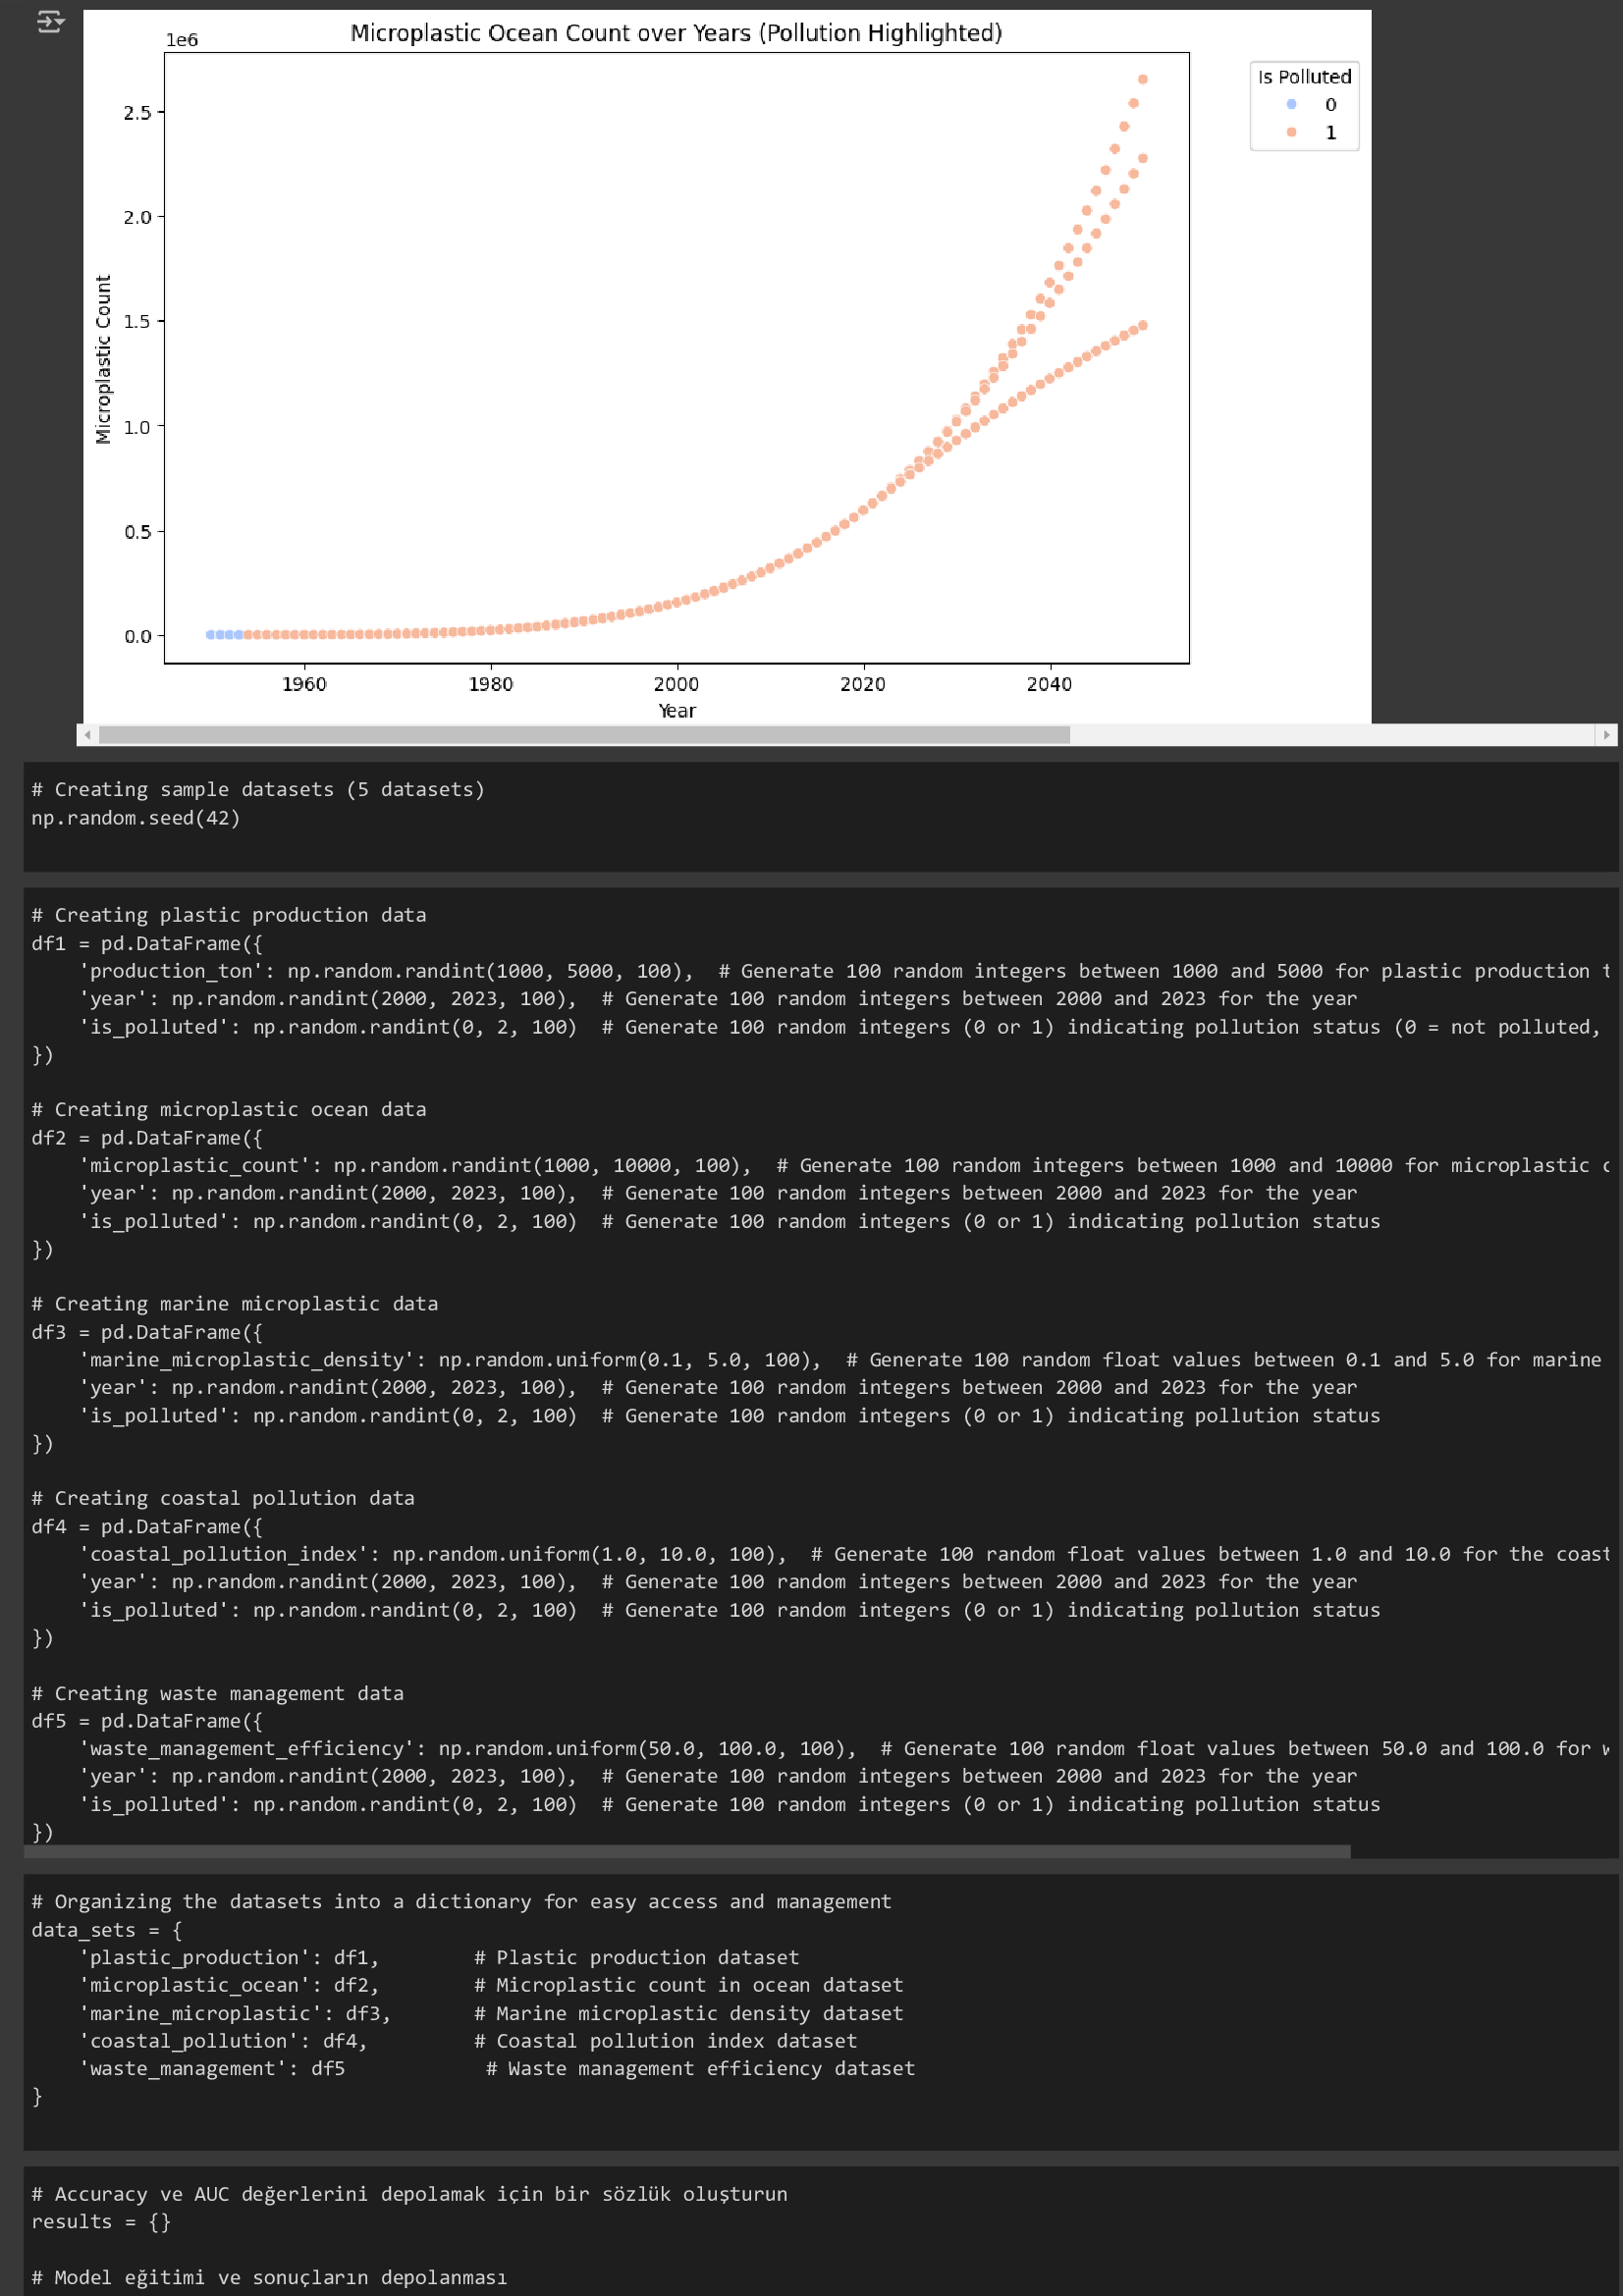 Microplastic Ocean Count over Years (Pollution Highlighted)
1e6
Is Polluted
0
1
2.5
2.0
1.5
1.0
0.5
0.0
Microplastic Count
1960 1980 2000 2020 2040
Year
# Creating sample datasets (5 datasets)
np.random.seed(42)
# Creating plastic production data
df1 = pd.DataFrame({
    'production_ton': np.random.randint(1000, 5000, 100),  # Generate 100 random integers between 1000 and 5000 for plastic production t
    'year': np.random.randint(2000, 2023, 100),  # Generate 100 random integers between 2000 and 2023 for the year
    'is_polluted': np.random.randint(0, 2, 100)  # Generate 100 random integers (0 or 1) indicating pollution status (0 = not polluted,
})
# Creating microplastic ocean data
df2 = pd.DataFrame({
    'microplastic_count': np.random.randint(1000, 10000, 100),  # Generate 100 random integers between 1000 and 10000 for microplastic c
    'year': np.random.randint(2000, 2023, 100),  # Generate 100 random integers between 2000 and 2023 for the year
    'is_polluted': np.random.randint(0, 2, 100)  # Generate 100 random integers (0 or 1) indicating pollution status
})
# Creating marine microplastic data
df3 = pd.DataFrame({
    'marine_microplastic_density': np.random.uniform(0.1, 5.0, 100),  # Generate 100 random float values between 0.1 and 5.0 for marine
    'year': np.random.randint(2000, 2023, 100),  # Generate 100 random integers between 2000 and 2023 for the year
    'is_polluted': np.random.randint(0, 2, 100)  # Generate 100 random integers (0 or 1) indicating pollution status
})
# Creating coastal pollution data
df4 = pd.DataFrame({
    'coastal_pollution_index': np.random.uniform(1.0, 10.0, 100),  # Generate 100 random float values between 1.0 and 10.0 for the coast
    'year': np.random.randint(2000, 2023, 100),  # Generate 100 random integers between 2000 and 2023 for the year
    'is_polluted': np.random.randint(0, 2, 100)  # Generate 100 random integers (0 or 1) indicating pollution status
})
# Creating waste management data
df5 = pd.DataFrame({
    'waste_management_efficiency': np.random.uniform(50.0, 100.0, 100),  # Generate 100 random float values between 50.0 and 100.0 for w
    'year': np.random.randint(2000, 2023, 100),  # Generate 100 random integers between 2000 and 2023 for the year
    'is_polluted': np.random.randint(0, 2, 100)  # Generate 100 random integers (0 or 1) indicating pollution status
})
# Organizing the datasets into a dictionary for easy access and management
data_sets = {
    'plastic_production': df1,        # Plastic production dataset
    'microplastic_ocean': df2,        # Microplastic count in ocean dataset
    'marine_microplastic': df3,       # Marine microplastic density dataset
    'coastal_pollution': df4,         # Coastal pollution index dataset
    'waste_management': df5            # Waste management efficiency dataset
}
# Accuracy ve AUC değerlerini depolamak için bir sözlük oluşturun
results = {}
# Model eğitimi ve sonuçların depolanması